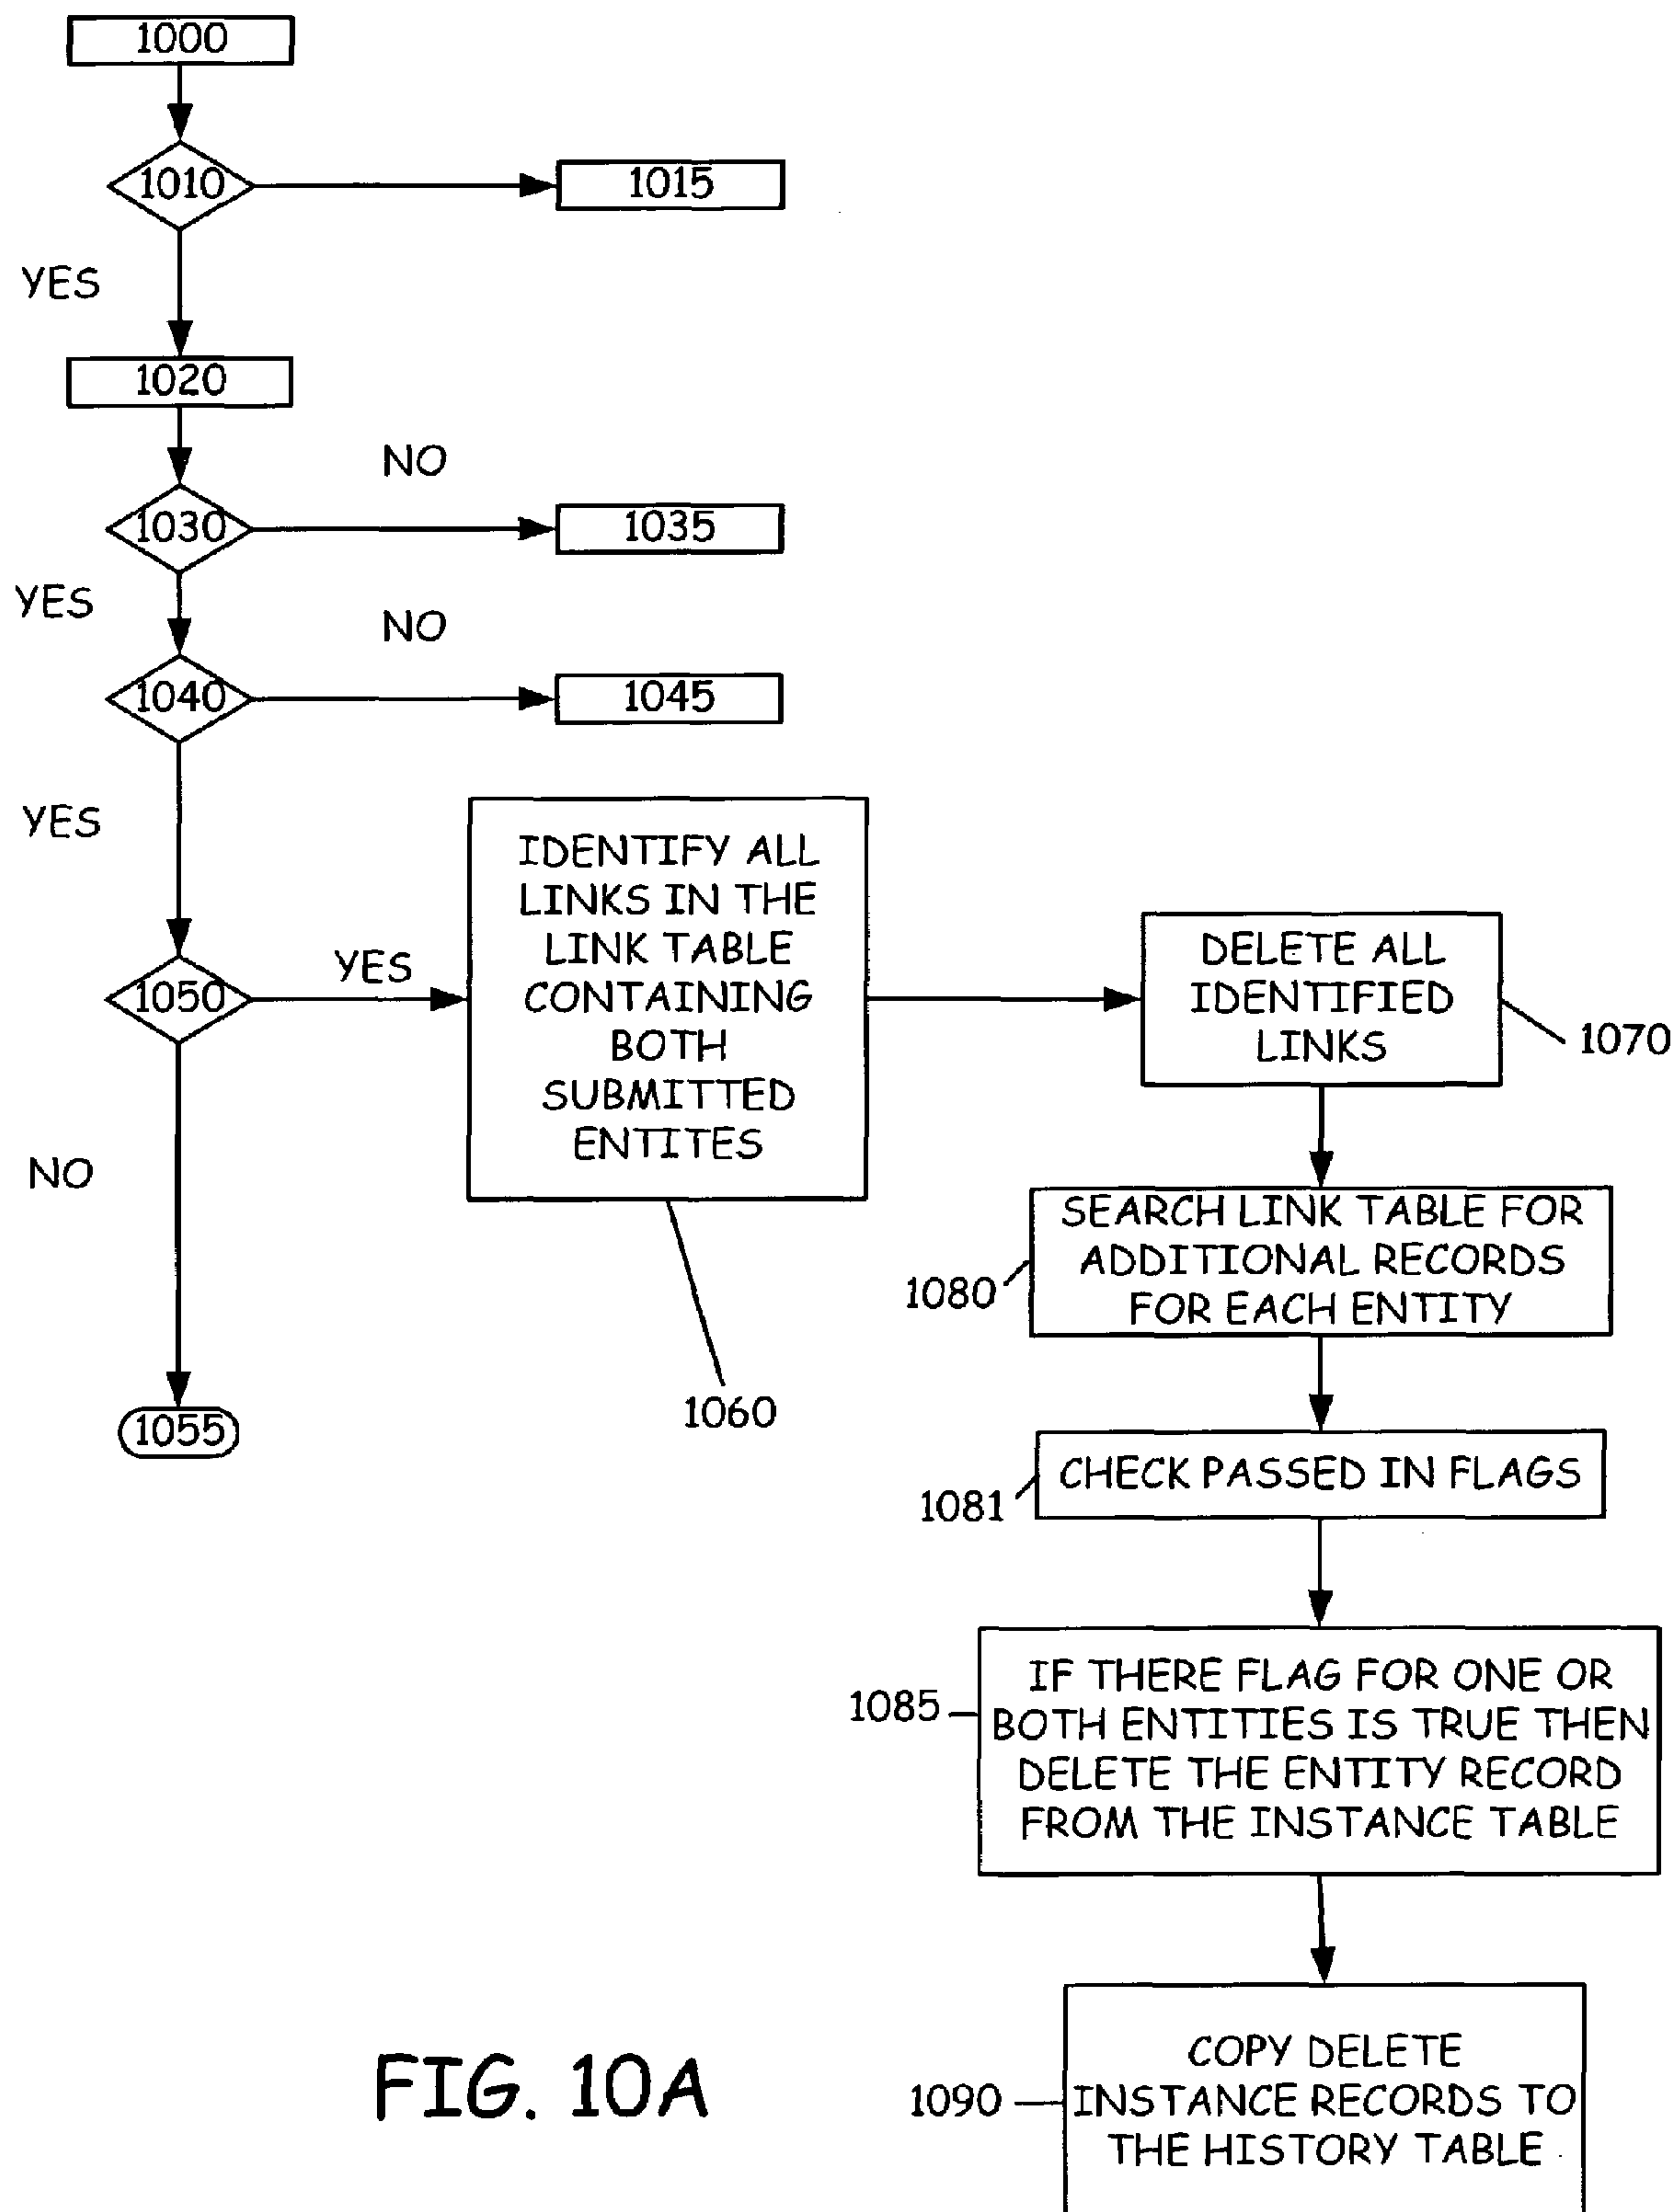 1000
1010
1015
YES
1020
NO
1030
1035
YES
NO
1040
1045
YES
1050
YES
NO
1055
IDENTIFY ALL
LINKS IN THE
LINK TABLE
CONTAINING
BOTH
SUBMITTED
ENTITES
1060
DELETE ALL
IDENTIFIED
LINKS
1070
SEARCH LINK TABLE FOR
ADDITIONAL RECORDS
FOR EACH ENTITY
1080
CHECK PASSED IN FLAGS
1081
IF THERE FLAG FOR ONE OR
BOTH ENTITIES IS TRUE THEN
DELETE THE ENTITY RECORD
FROM THE INSTANCE TABLE
1085
COPY DELETE
INSTANCE RECORDS TO
THE HISTORY TABLE
1090
FIG. 10A